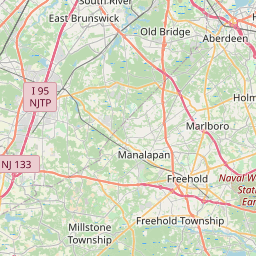 South River
East Brunswick
Old Bridge
Aberdeen
I 95
NJTP
Holm
Marlboro
NJ 133
Manalapan
Freehold
Naval W
Stat
Ear
Millstone
Township
Freehold Township